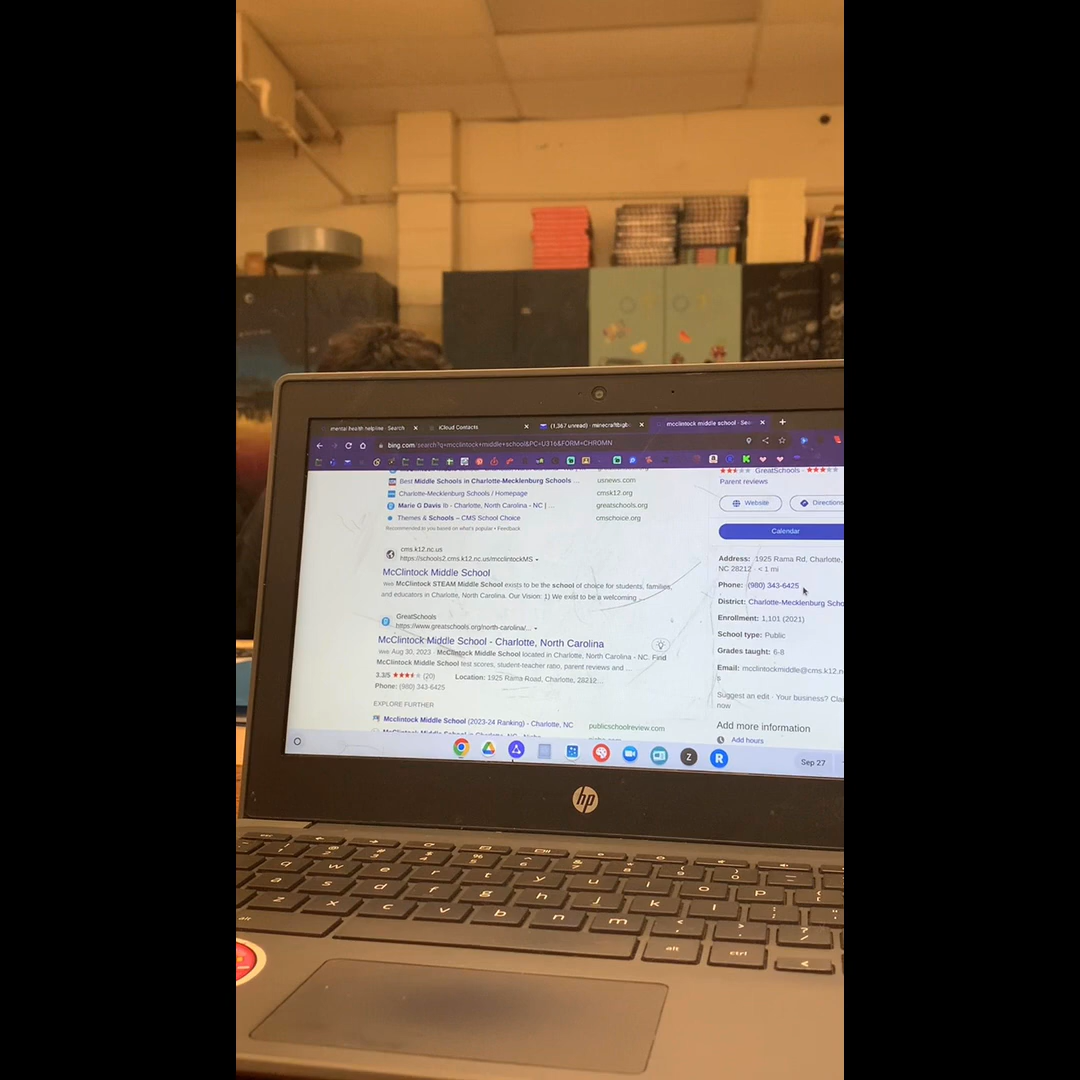 mental health helpline - Search
iCloud Contacts
(1,367 unread)
mcclintock middle school - Sea
bing.com/search?q=mcclintock+middle+school&PC=U316&FORM=CHROMN
Best Middle Schools in Charlotte-Mecklenburg Schools ...
usnews.com
Charlotte-Mecklenburg Schools / Homepage
cmsk12.org
Marie G Davis Ib - Charlotte, North Carolina - NC | ...
greatschools.org
Themes & Schools – CMS School Choice
cmschoice.org
Recommended to you based on what's popular • Feedback
cms.k12.nc.us
https://schools2.cms.k12.nc.us/mcclintockMS
McClintock Middle School
Web McClintock STEAM Middle School exists to be the school of choice for students, families,
and educators in Charlotte, North Carolina. Our Vision: 1) We exist to be a welcoming ...
GreatSchools
https://www.greatschools.org/north-carolina/...
McClintock Middle School - Charlotte, North Carolina
Web Aug 30, 2023 · McClintock Middle School located in Charlotte, North Carolina - NC. Find
McClintock Middle School test scores, student-teacher ratio, parent reviews and ...
3.3/5 (20) Location: 1925 Rama Road, Charlotte, 28212
Phone: (980) 343-6425
EXPLORE FURTHER
Mcclintock Middle School (2023-24 Ranking) - Charlotte, NC
publicschoolreview.com
GreatSchools
Parent reviews
Website
Directions
Calendar
Address: 1925 Rama Rd, Charlotte,
NC 28212 · < 1 mi
Phone: (980) 343-6425
District: Charlotte-Mecklenburg Scho
Enrollment: 1,101 (2021)
School type: Public
Grades taught: 6-8
Email: mcclintockmiddle@cms.k12.n
s
Suggest an edit · Your business? Clai
now
Add more information
Add hours
Z
R
Sep 27
hp
q w e r t y u i o p
a s d f g h j k l
z x c v b n m
alt
alt
ctrl